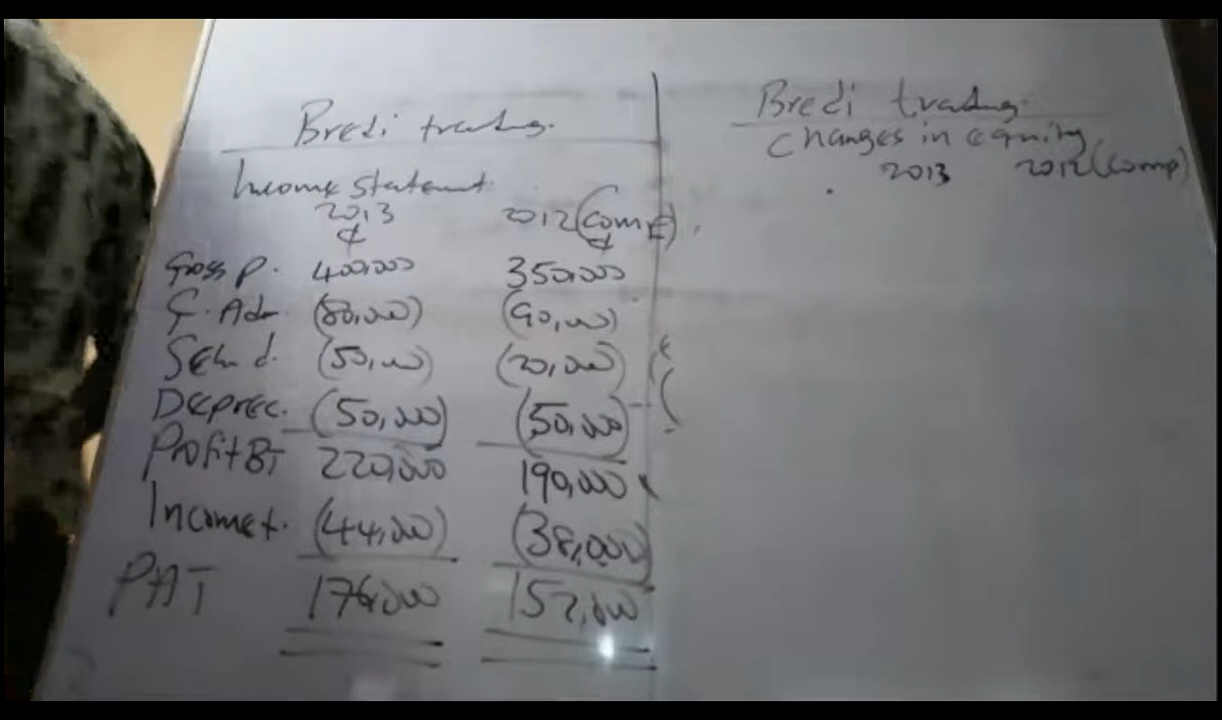 Bredi trading.
Income Statement
2013 2012 (Comp)
¢ ¢
Gross P. 400,000 350,000
G. Adm (80,000) (90,000)
Sell. d. (50,000) (20,000)
Deprec. (50,000) (50,000)
Profit BT 220,000 190,000
Income t. (44,000) (38,000)
PAT 176,000 152,000
Bredi trading.
Changes in equity
2013 2012 (Comp)